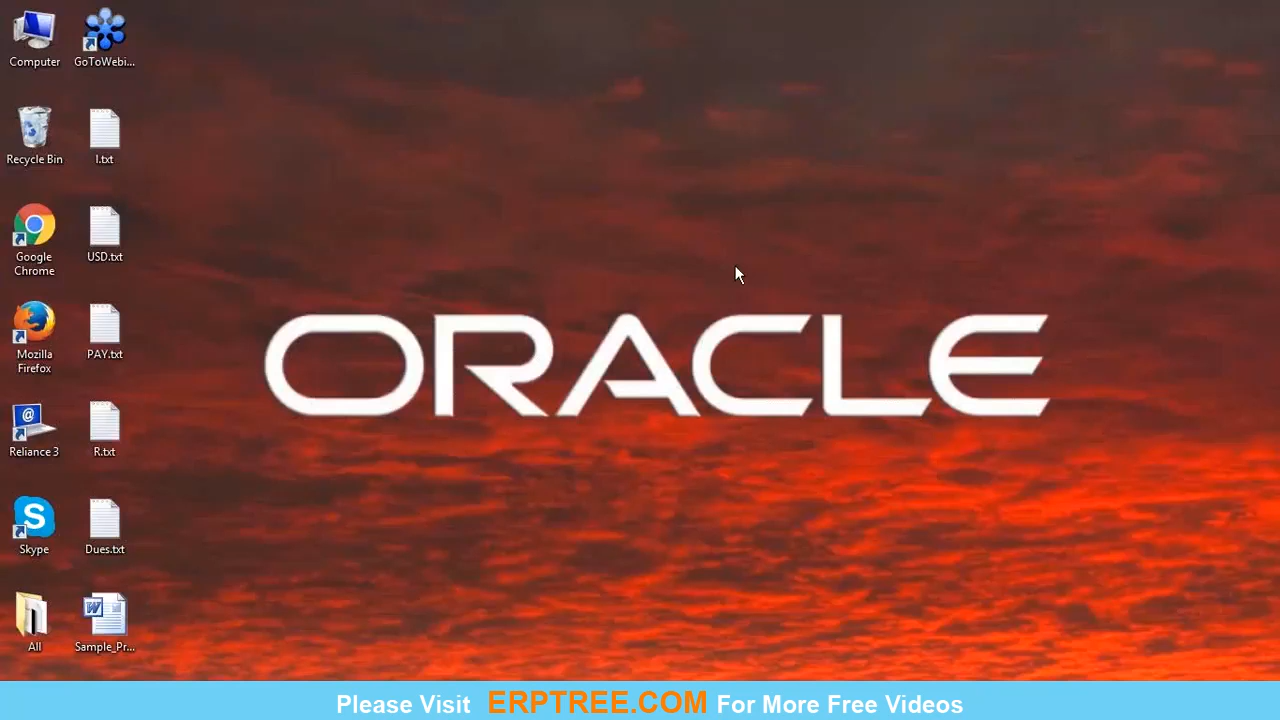 Computer
GoToWebi...
Recycle Bin
I.txt
Google
Chrome
USD.txt
Mozilla
Firefox
PAY.txt
Reliance 3
R.txt
Skype
Dues.txt
All
Sample_Pr...
ORACLE
Please Visit ERPTREE.COM For More Free Videos